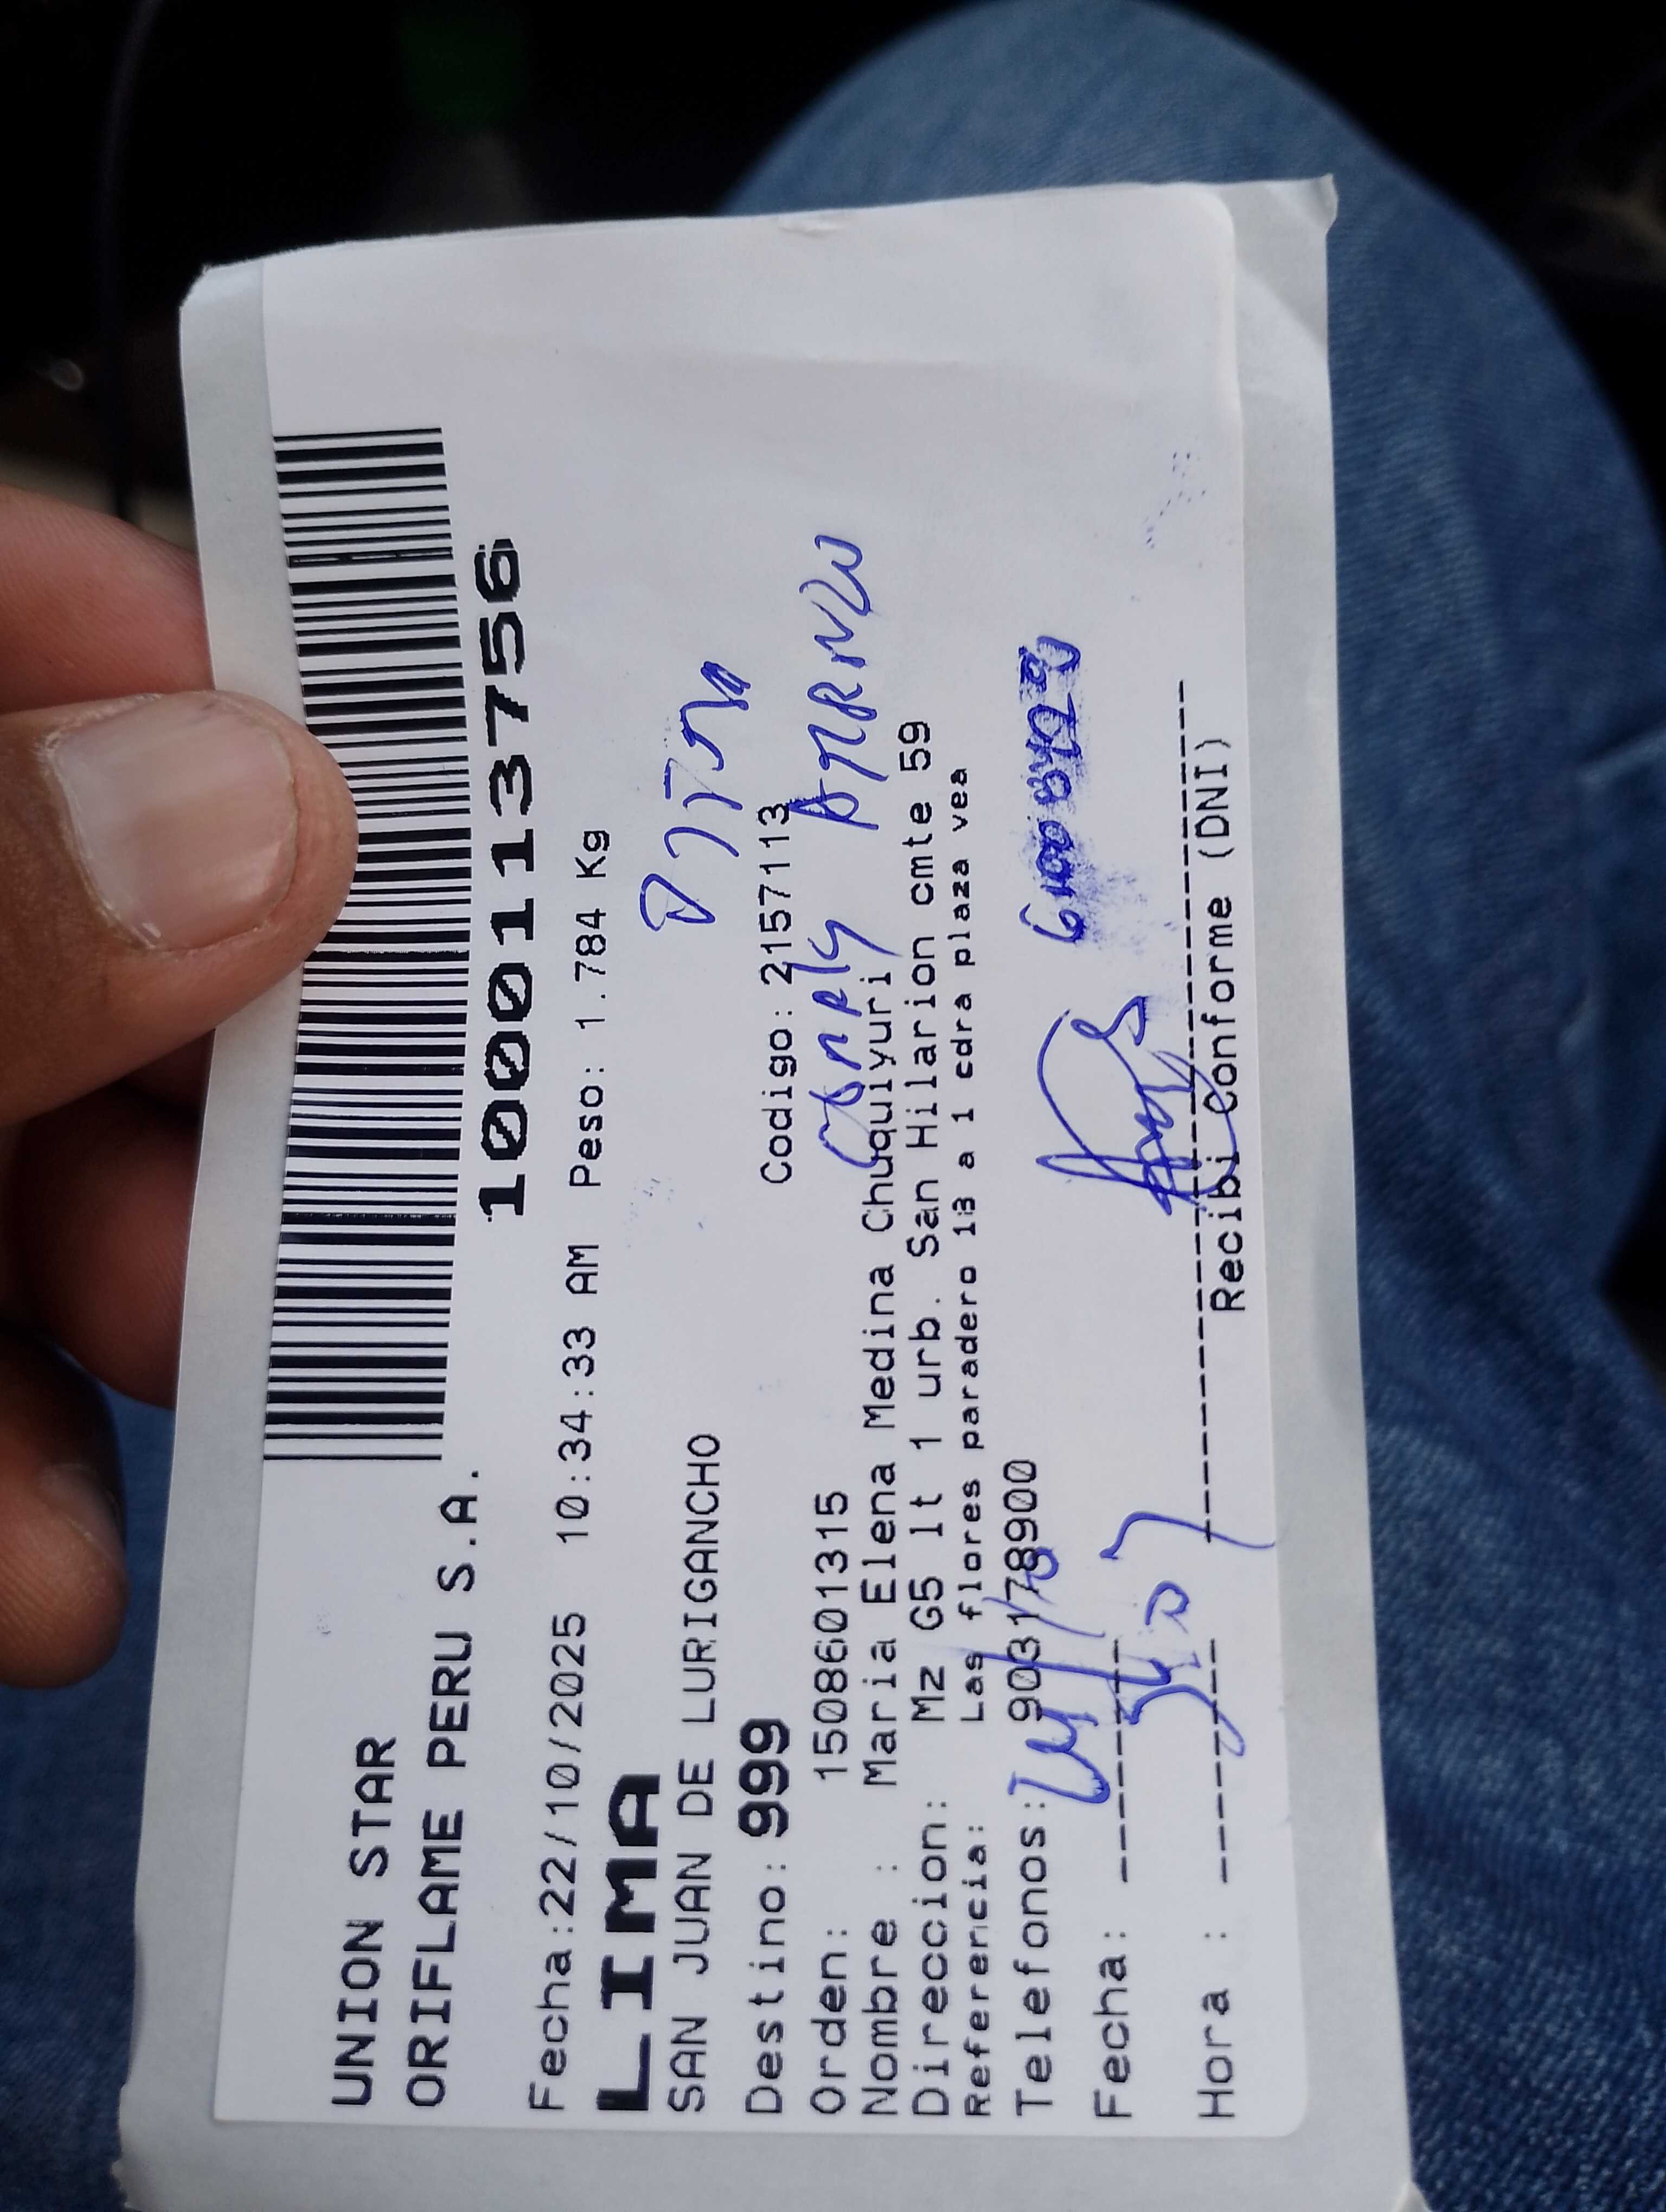 UNION STAR
ORIFLAME PERU S.A.
1000113756
Fecha:22/10/2025 10:34:33 AM Peso: 1.784 Kg
LIMA
SAN JUAN DE LURIGANCHO
Destino: 999
Codigo: 2157113
Orden: 1508601315
Nombre : Maria Elena Medina Chuquiyuri
Direccion: Mz G5 lt 1 urb. San Hilarion cmte 59
Referencia: Las flores paradero 13 a 1 cdra plaza vea
Telefonos: 903178900
Fecha:
Hora :
Recibi Conforme (DNI)